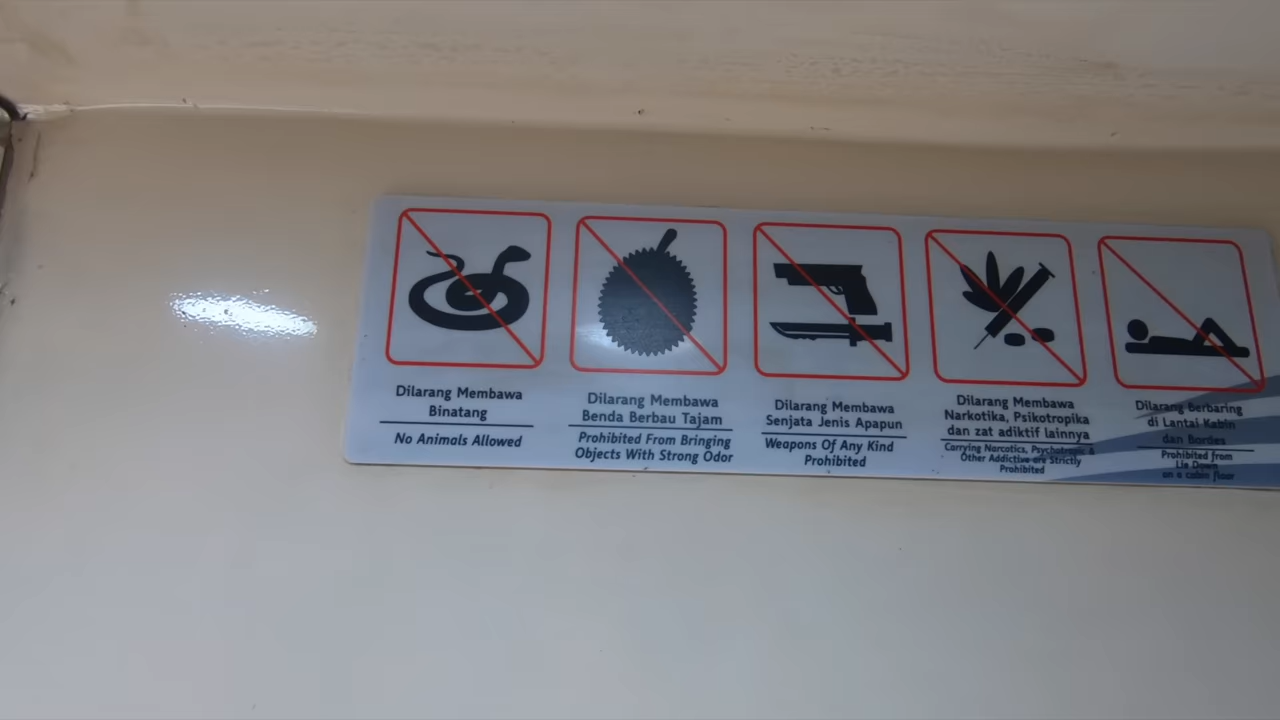 Dilarang Membawa
Binatang
No Animals Allowed
Dilarang Membawa
Benda Berbau Tajam
Prohibited From Bringing
Objects With Strong Odor
Dilarang Membawa
Senjata Jenis Apapun
Weapons Of Any Kind
Prohibited
Dilarang Membawa
Narkotika, Psikotropika
dan zat adiktif lainnya
Carrying Narcotics, Psychotropic &
Other Addictive are Strictly
Prohibited
Dilarang Berbaring
di Lantai Kabin
dan Bordes
Prohibited from
Lie Down
on a cabin floor